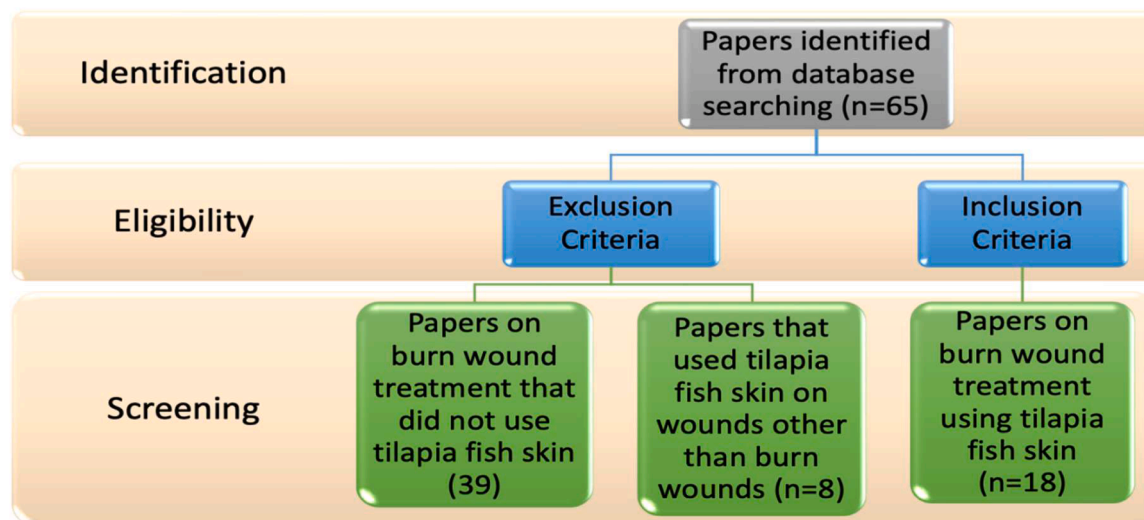 Identification
Papers identified
from database
searching (n=65)
Eligibility
Exclusion
Criteria
Inclusion
Criteria
Screening
Papers on
burn wound
treatment that
did not use
tilapia fish skin
(39)
Papers that
used tilapia
fish skin on
wounds other
than burn
wounds (n=8)
Papers on
burn wound
treatment
using tilapia
fish skin
(n=18)